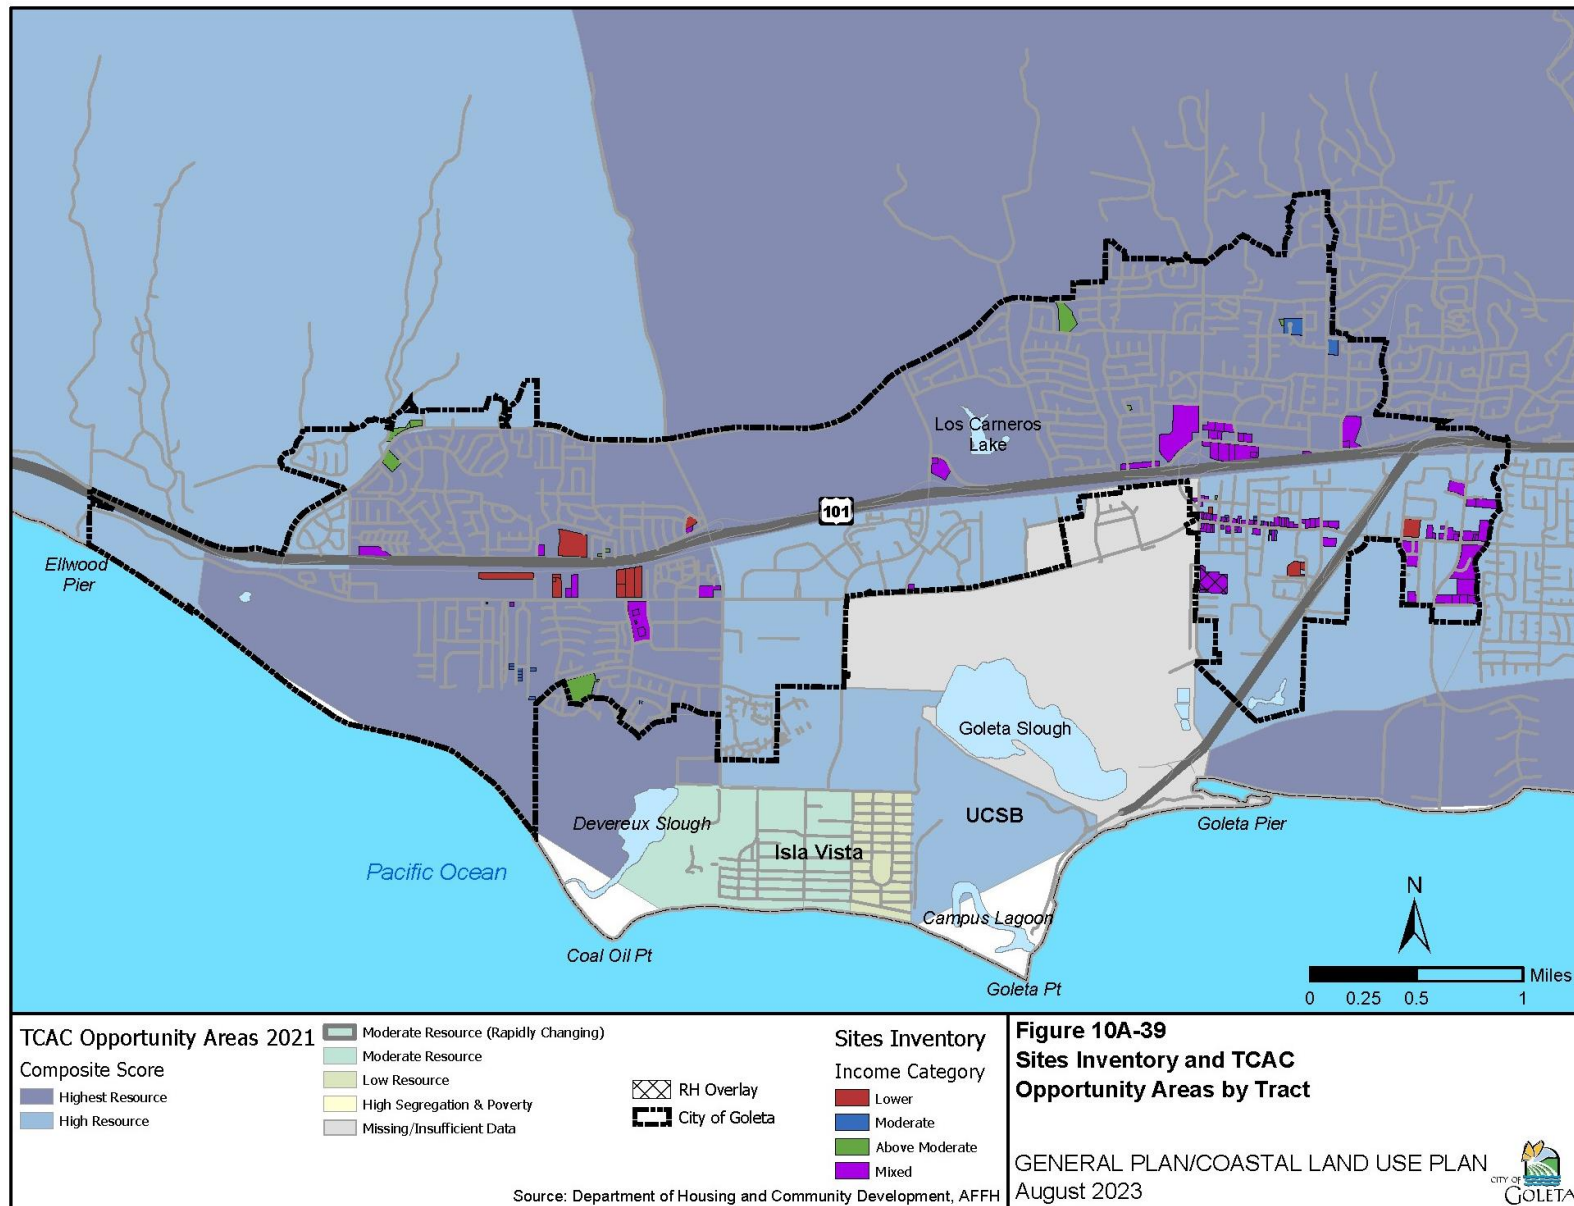 Los Carneros
Lake
101
Ellwood
Pier
Goleta Slough
Devereux Slough
UCSB
Goleta Pier
Isla Vista
Pacific Ocean
Campus Lagoon
N
Coal Oil Pt
Goleta Pt
Miles
0 0.25 0.5 1
TCAC Opportunity Areas 2021
Composite Score
Highest Resource
High Resource
Moderate Resource (Rapidly Changing)
Moderate Resource
Low Resource
High Segregation & Poverty
Missing/Insufficient Data
RH Overlay
City of Goleta
Sites Inventory
Income Category
Lower
Moderate
Above Moderate
Mixed
Source: Department of Housing and Community Development, AFFH
Figure 10A-39
Sites Inventory and TCAC
Opportunity Areas by Tract
GENERAL PLAN/COASTAL LAND USE PLAN
August 2023
CITY OF
GOLETA